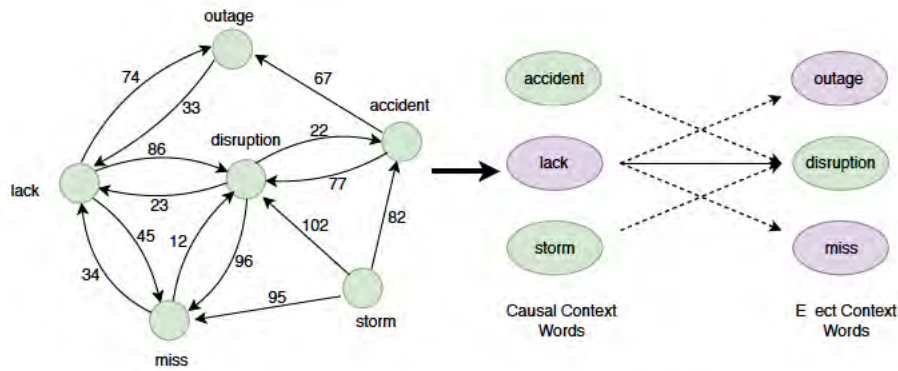 outage
74
67
33
accident
disruption
22
86
lack
77
23
82
45
12
102
34
96
95
storm
miss
accident
outage
lack
disruption
storm
miss
Causal Context
Words
E ect Context
Words